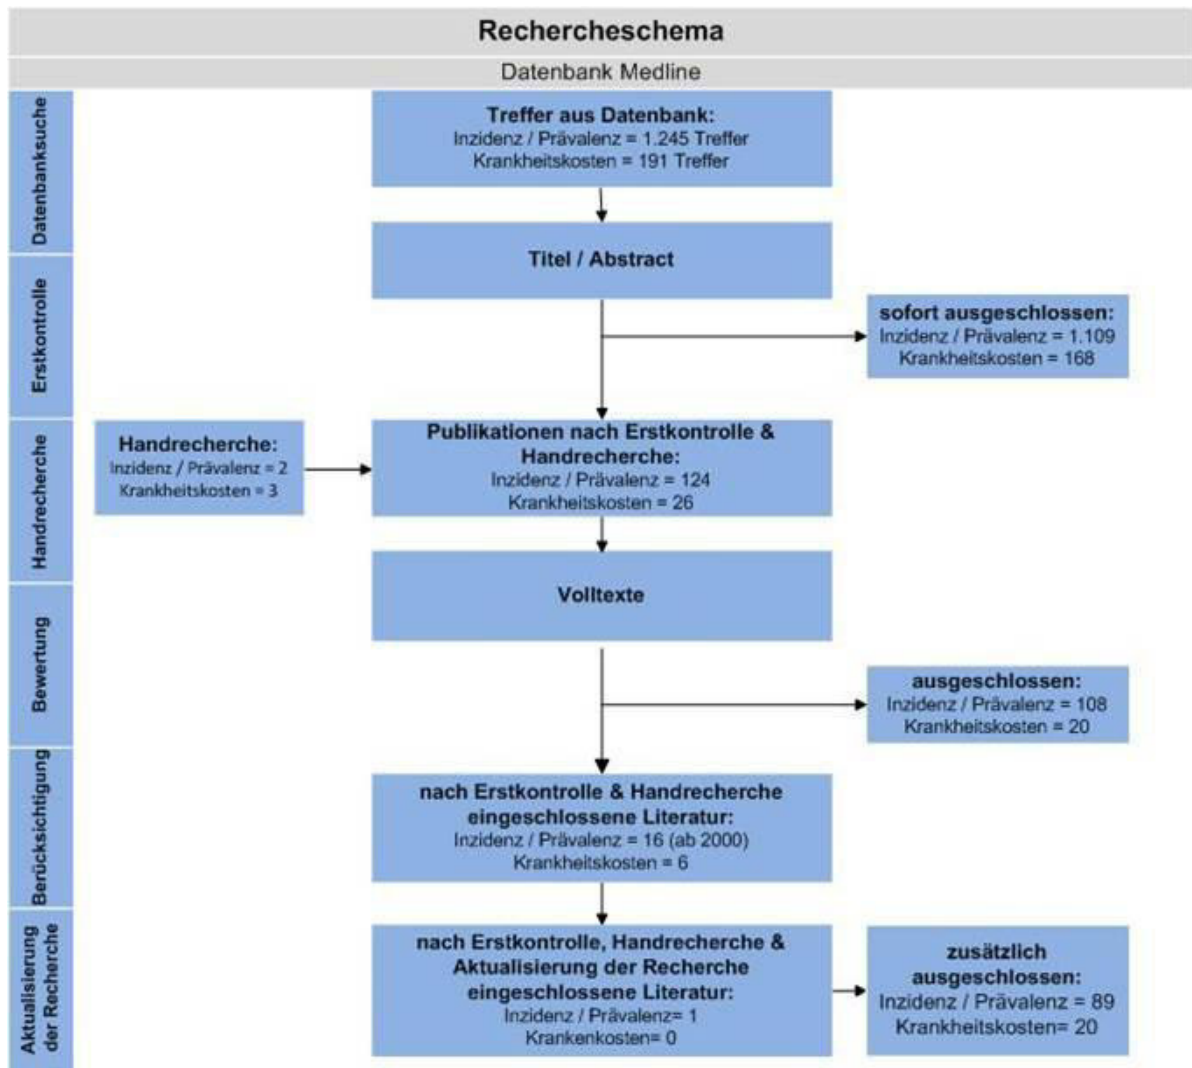 Rechercheschema
Datenbank Medline
Datenbanksuche
Treffer aus Datenbank:
Inzidenz / Prävalenz = 1.245 Treffer
Krankheitskosten = 191 Treffer
Titel / Abstract
Erstkontrolle
sofort ausgeschlossen:
Inzidenz / Prävalenz = 1.109
Krankheitskosten = 168
Handrecherche
Handrecherche:
Inzidenz / Prävalenz = 2
Krankheitskosten = 3
Publikationen nach Erstkontrolle &
Handrecherche:
Inzidenz / Prävalenz = 124
Krankheitskosten = 26
Volltexte
Bewertung
ausgeschlossen:
Inzidenz / Prävalenz = 108
Krankheitskosten = 20
Berücksichtigung
nach Erstkontrolle & Handrecherche
eingeschlossene Literatur:
Inzidenz / Prävalenz = 16 (ab 2000)
Krankheitskosten = 6
Aktualisierung
der Recherche
nach Erstkontrolle, Handrecherche &
Aktualisierung der Recherche
eingeschlossene Literatur:
Inzidenz / Prävalenz= 1
Krankenkosten= 0
zusätzlich
ausgeschlossen:
Inzidenz / Prävalenz = 89
Krankheitskosten= 20